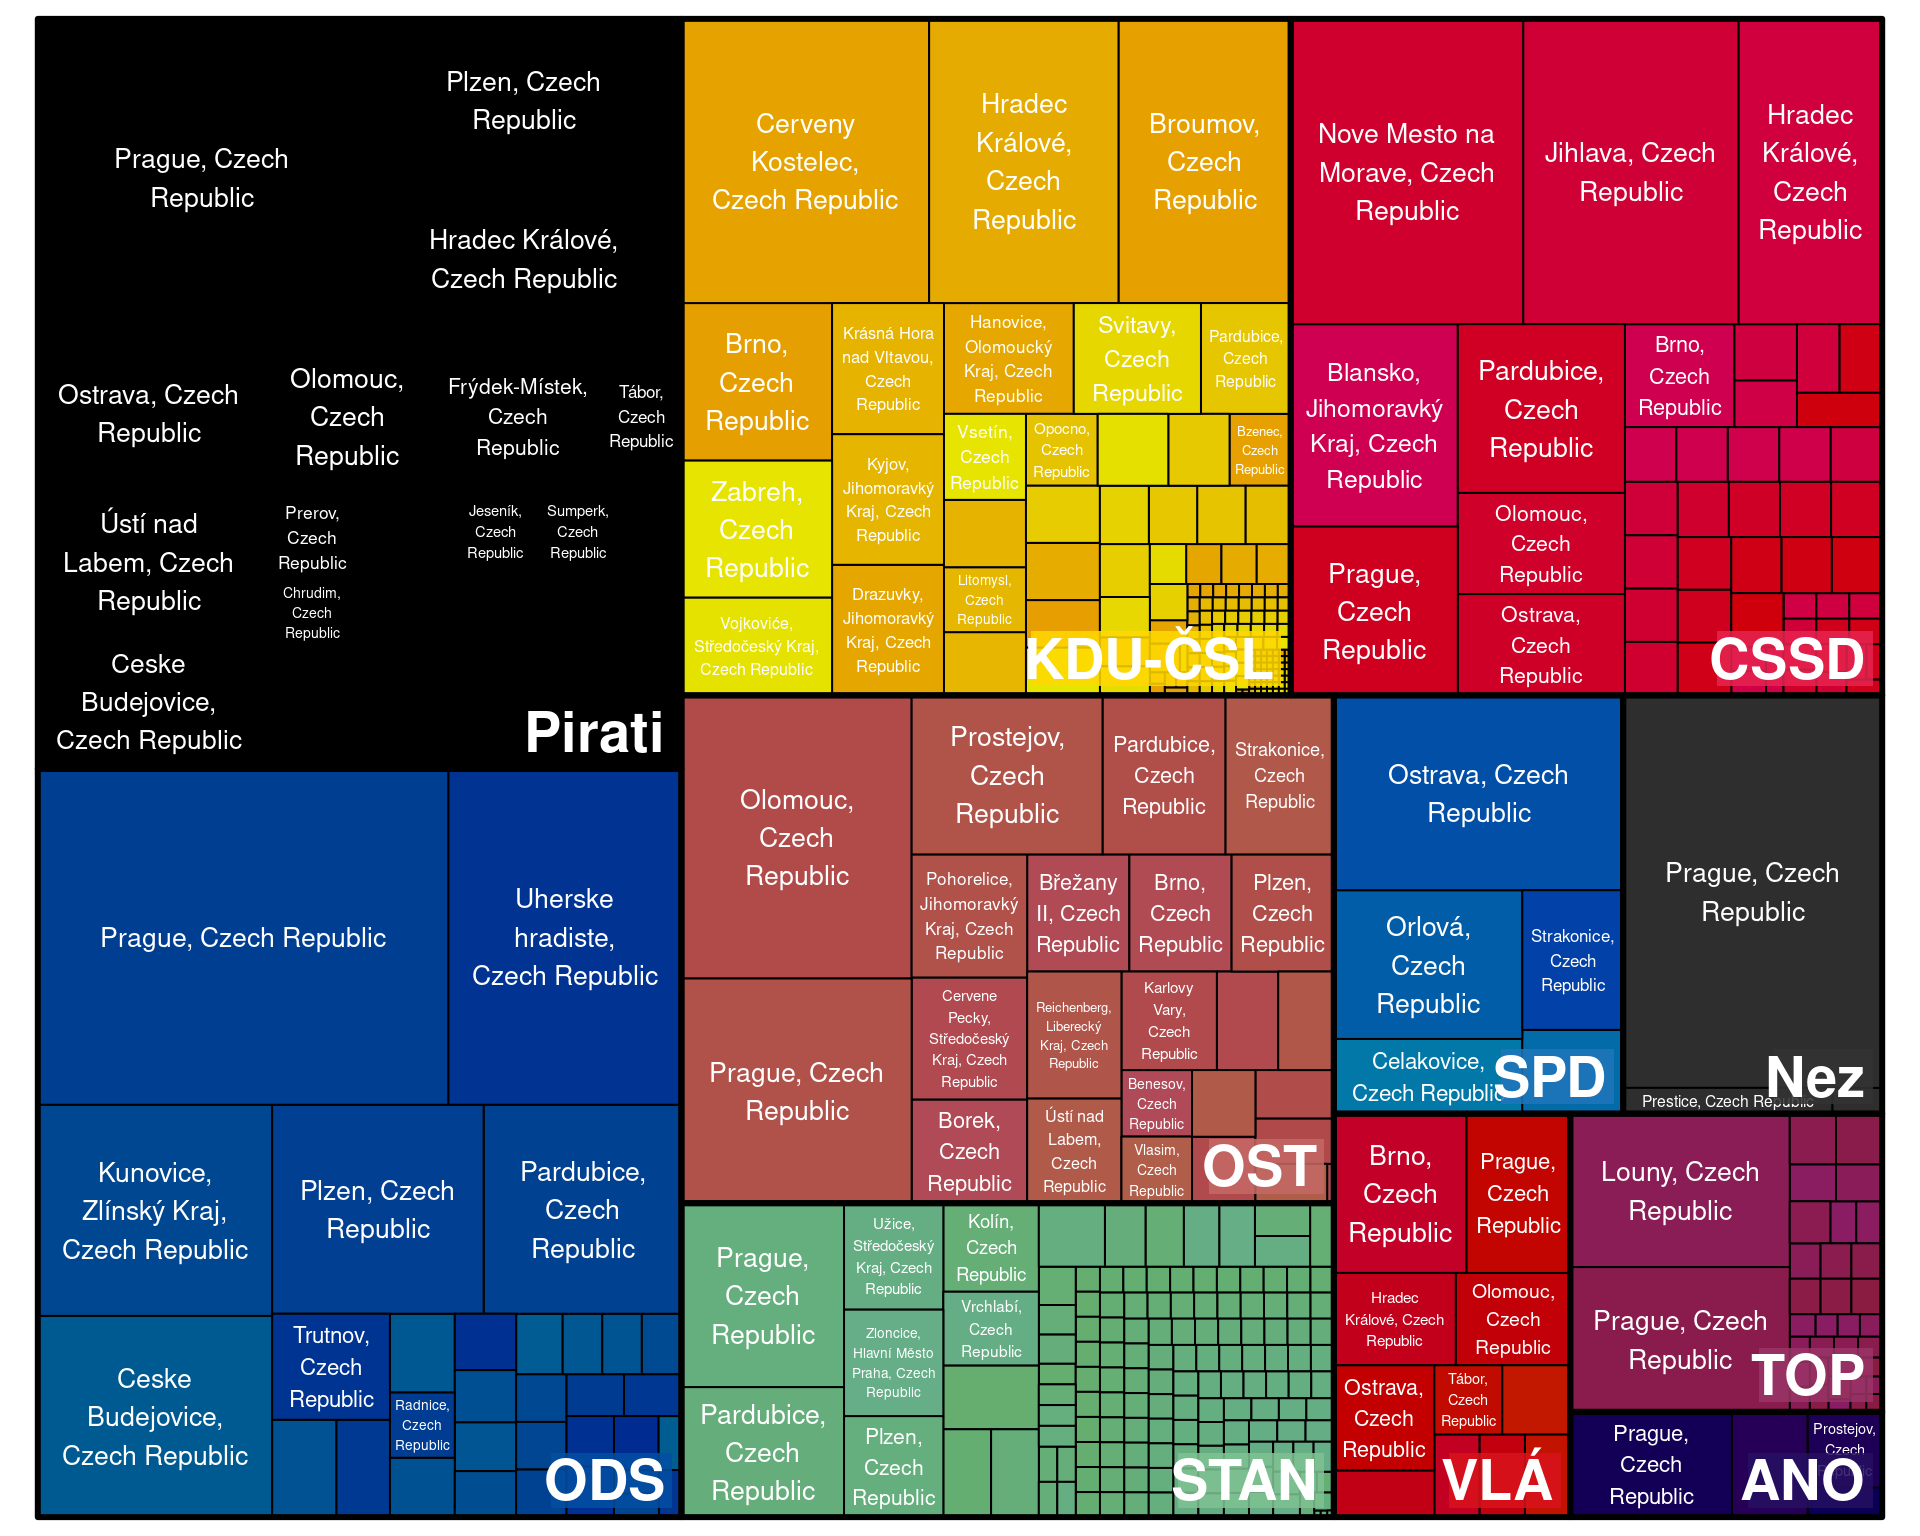 Prague, Czech
Republic
Plzen, Czech
Republic
Hradec Králové,
Czech Republic
Ostrava, Czech
Republic
Olomouc,
Czech
Republic
Frýdek-Místek,
Czech
Republic
Tábor,
Czech
Republic
Ústí nad
Labem, Czech
Republic
Prerov,
Czech
Republic
Jeseník,
Czech
Republic
Sumperk,
Czech
Republic
Chrudim,
Czech
Republic
Ceske
Budejovice,
Czech Republic
Pirati
Cerveny
Kostelec,
Czech Republic
Hradec
Králové,
Czech
Republic
Broumov,
Czech
Republic
Brno,
Czech
Republic
Krásná Hora
nad Vltavou,
Czech
Republic
Hanovice,
Olomoucký
Kraj, Czech
Republic
Svitavy,
Czech
Republic
Pardubice,
Czech
Republic
Zabreh,
Czech
Republic
Kyjov,
Jihomoravký
Kraj, Czech
Republic
Vsetín,
Czech
Republic
Opocno,
Czech
Republic
Bzenec,
Czech
Republic
Vojkoviće,
Středočeský Kraj,
Czech Republic
Drazuvky,
Jihomoravký
Kraj, Czech
Republic
Litomysl,
Czech
Republic
KDU-ČSL
Nove Mesto na
Morave, Czech
Republic
Jihlava, Czech
Republic
Hradec
Králové,
Czech
Republic
Blansko,
Jihomoravký
Kraj, Czech
Republic
Pardubice,
Czech
Republic
Brno,
Czech
Republic
Prague,
Czech
Republic
Olomouc,
Czech
Republic
Ostrava,
Czech
Republic
CSSD
Prague, Czech Republic
Uherske
hradiste,
Czech Republic
Kunovice,
Zlínský Kraj,
Czech Republic
Plzen, Czech
Republic
Pardubice,
Czech
Republic
Ceske
Budejovice,
Czech Republic
Trutnov,
Czech
Republic
Radnice,
Czech
Republic
ODS
Olomouc,
Czech
Republic
Prostejov,
Czech
Republic
Pardubice,
Czech
Republic
Strakonice,
Czech
Republic
Pohorelice,
Jihomoravký
Kraj, Czech
Republic
Břežany
II, Czech
Republic
Brno,
Czech
Republic
Plzen,
Czech
Republic
Prague, Czech
Republic
Cervene
Pecky,
Středočeský
Kraj, Czech
Republic
Reichenberg,
Liberecký
Kraj, Czech
Republic
Karlovy
Vary,
Czech
Republic
Borek,
Czech
Republic
Ústí nad
Labem,
Czech
Republic
Benesov,
Czech
Republic
Vlasim,
Czech
Republic
OST
Prague,
Czech
Republic
Užice,
Středočeský
Kraj, Czech
Republic
Kolín,
Czech
Republic
Zloncice,
Hlavní Město
Praha, Czech
Republic
Vrchlabí,
Czech
Republic
Pardubice,
Czech
Republic
Plzen,
Czech
Republic
STAN
Ostrava, Czech
Republic
Orlová,
Czech
Republic
Strakonice,
Czech
Republic
Celakovice,
Czech Republic
SPD
Prague, Czech
Republic
Prestice, Czech Republic
Nez
Brno,
Czech
Republic
Prague,
Czech
Republic
Hradec
Králové, Czech
Republic
Olomouc,
Czech
Republic
Ostrava,
Czech
Republic
Tábor,
Czech
Republic
VLÁ
Louny, Czech
Republic
Prague, Czech
Republic
TOP
Prague,
Czech
Republic
Prostejov,
Czech
Republic
ANO